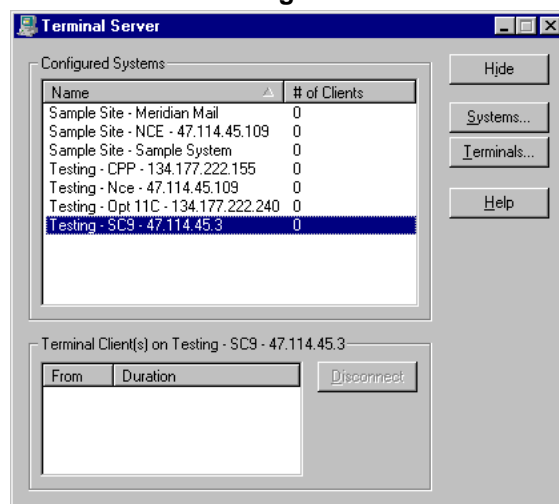 Terminal Server
Configured Systems
Name # of Clients
Sample Site - Meridian Mail 0
Sample Site - NCE - 47.114.45.109 0
Sample Site - Sample System 0
Testing - CPP - 134.177.222.155 0
Testing - Nce - 47.114.45.109 0
Testing - Opt 11C - 134.177.222.240 0
Testing - SC9 - 47.114.45.3 0
Hide
Systems...
Terminals...
Help
Terminal Client(s) on Testing - SC9 - 47.114.45.3
From Duration
Disconnect